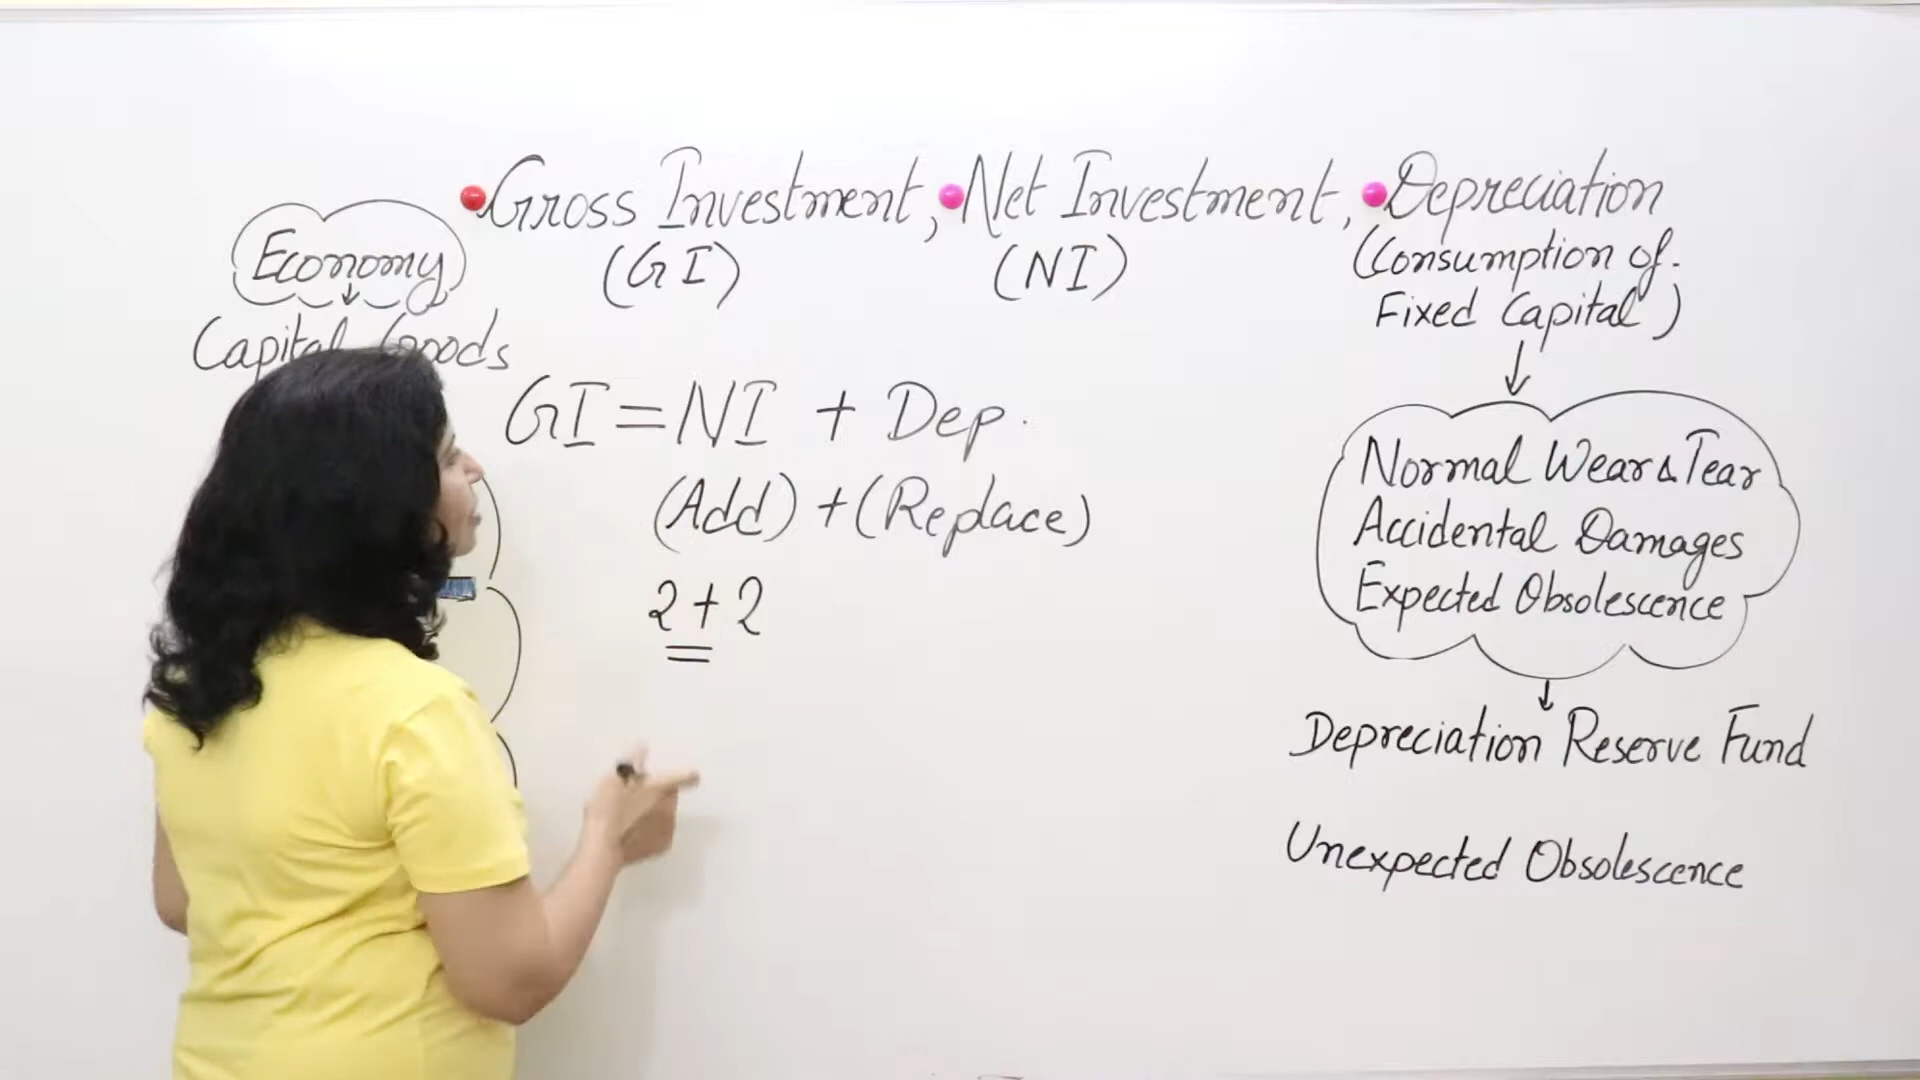 Gross Investment, Net Investment, Depreciation
(GI) (NI) (Consumption of
Fixed Capital)
Economy
Capital Goods
GI = NI + Dep.
(Add) + (Replace)
2 + 2
Normal Wear & Tear
Accidental Damages
Expected Obsolescence
Depreciation Reserve Fund
Unexpected Obsolescence